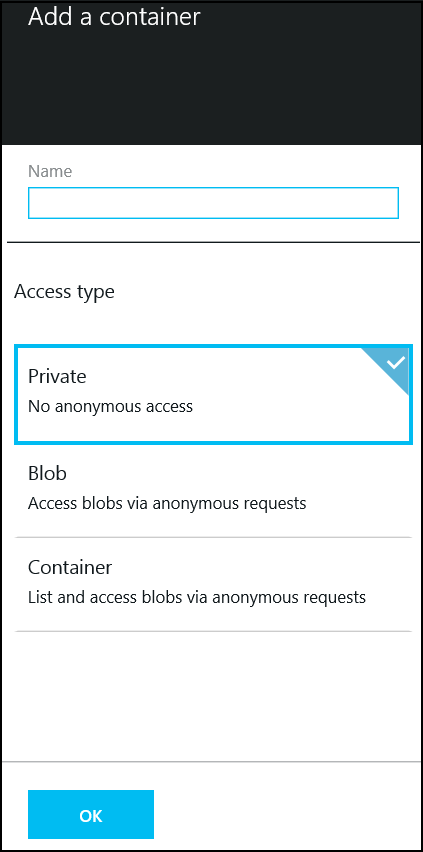 Add a container
Name
Access type
Private
No anonymous access
Blob
Access blobs via anonymous requests
Container
List and access blobs via anonymous requests
OK